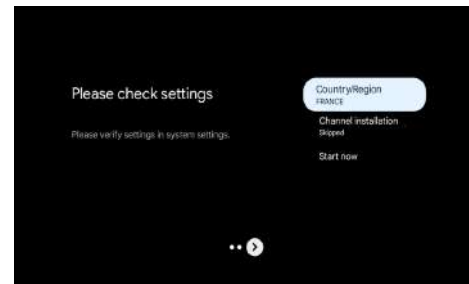 Please check settings
Please verify settings in system settings.
Country/Region
FRANCE
Channel installation
Skipped
Start now